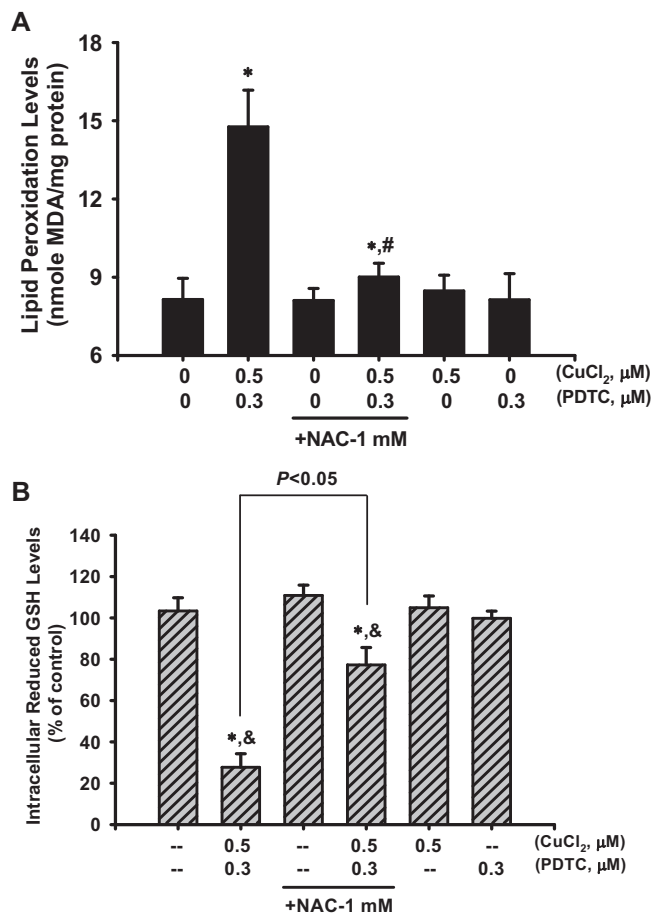 A
Lipid Peroxidation Levels
(nmole MDA/mg protein)
18
15
12
9
6
*
*,#
0 0.5 0 0.5 0.5 0 (CuCl₂, μM)
0 0.3 0 0.3 0 0.3 (PDTC, μM)
+NAC-1 mM
B
P<0.05
Intracellular Reduced GSH Levels
(% of control)
140
120
100
80
60
40
20
0
*,&
*,&
-- 0.5 -- 0.5 0.5 -- (CuCl₂, μM)
-- 0.3 -- 0.3 -- 0.3 (PDTC, μM)
+NAC-1 mM